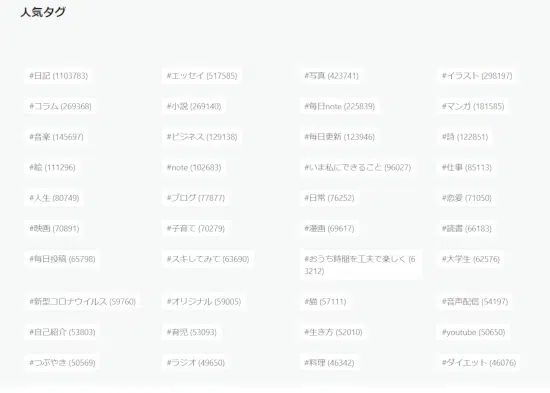 人気タグ
#日記 (1103783)
#エッセイ (517585)
#写真 (423741)
#イラスト (298197)
#コラム (269368)
#小説 (269140)
#毎日note (225839)
#マンガ (181585)
#音楽 (145697)
#ビジネス (129138)
#毎日更新 (123946)
#詩 (122851)
#絵 (111296)
#note (102683)
#いま私にできること (96027)
#仕事 (85113)
#人生 (80749)
#ブログ (77877)
#日常 (76252)
#恋愛 (71050)
#映画 (70891)
#子育て (70279)
#漫画 (69617)
#読書 (66183)
#毎日投稿 (65798)
#スキしてみて (63690)
#おうち時間を工夫で楽しく (6
3212)
#大学生 (62576)
#新型コロナウイルス (59760)
#オリジナル (59005)
#猫 (57111)
#音声配信 (54197)
#自己紹介 (53803)
#育児 (53093)
#生き方 (52010)
#youtube (50650)
#つぶやき (50569)
#ラジオ (49650)
#料理 (46342)
#ダイエット (46076)